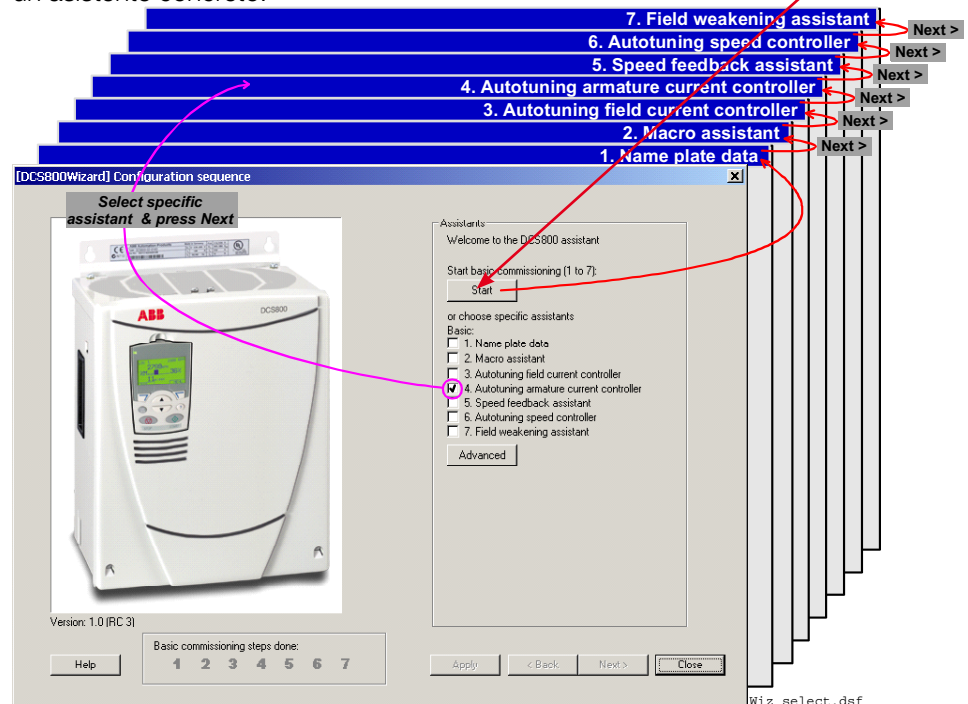 un asistente concreto.
7. Field weakening assistant
Next >
6. Autotuning speed controller
Next >
5. Speed feedback assistant
Next >
4. Autotuning armature current controller
Next >
3. Autotuning field current controller
Next >
2. Macro assistant
Next >
1. Name plate data
[DCS800Wizard] Configuration sequence
Select specific
assistant & press Next
Assistants
Welcome to the DCS800 assistant
Start basic commissioning (1 to 7):
Start
or choose specific assistants
Basic:
1. Name plate data
2. Macro assistant
3. Autotuning field current controller
4. Autotuning armature current controller
5. Speed feedback assistant
6. Autotuning speed controller
7. Field weakening assistant
Advanced
ABB
DCS800
Version: 1.0 (RC 3)
Basic commissioning steps done:
1 2 3 4 5 6 7
Help
Apply
< Back
Next >
Close
Wiz select.dsf